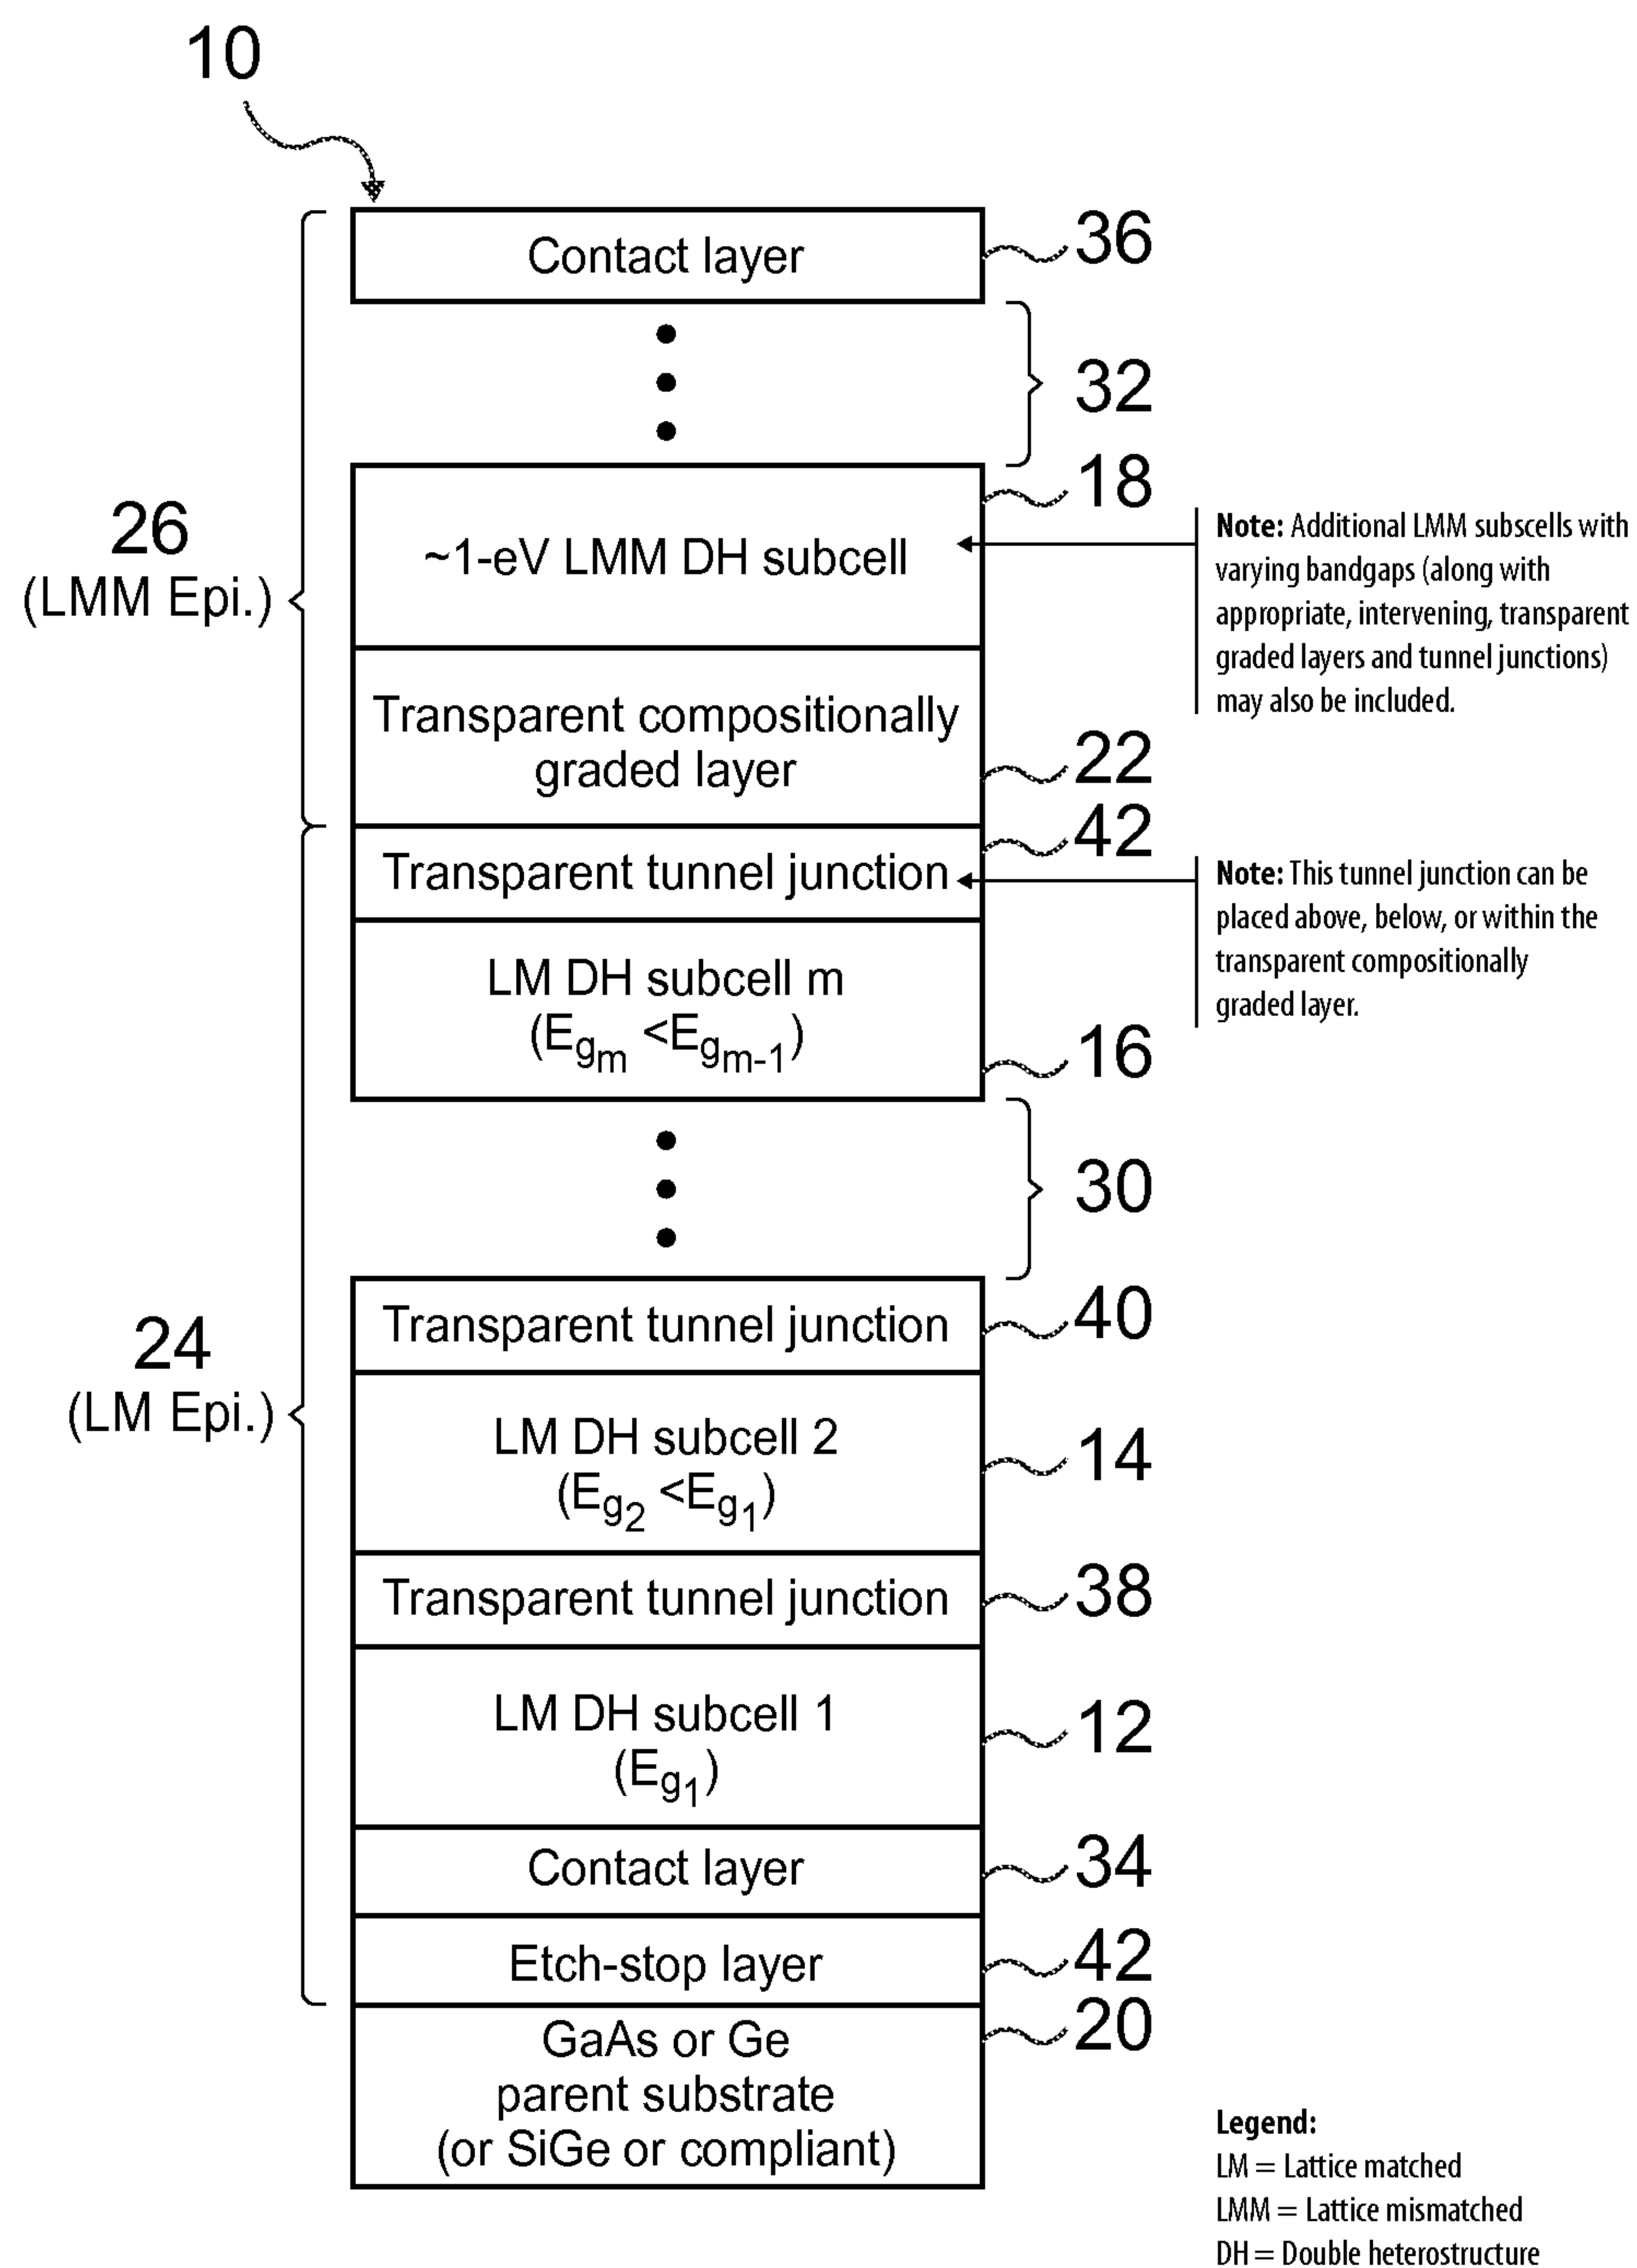 10
Contact layer
36
32
18
~1-eV LMM DH subcell
26
(LMM Epi.)
Note: Additional LMM subscells with
varying bandgaps (along with
appropriate, intervening, transparent
graded layers and tunnel junctions)
may also be included.
Transparent compositionally
graded layer
22
42
Transparent tunnel junction
Note: This tunnel junction can be
placed above, below, or within the
transparent compositionally
graded layer.
LM DH subcell m
(Egm <Egm-1)
16
30
Transparent tunnel junction
40
24
(LM Epi.)
LM DH subcell 2
(Eg2 <Eg1)
14
Transparent tunnel junction
38
LM DH subcell 1
(Eg1)
12
Contact layer
34
Etch-stop layer
42
20
GaAs or Ge
parent substrate
(or SiGe or compliant)
Legend:
LM = Lattice matched
LMM = Lattice mismatched
DH = Double heterostructure